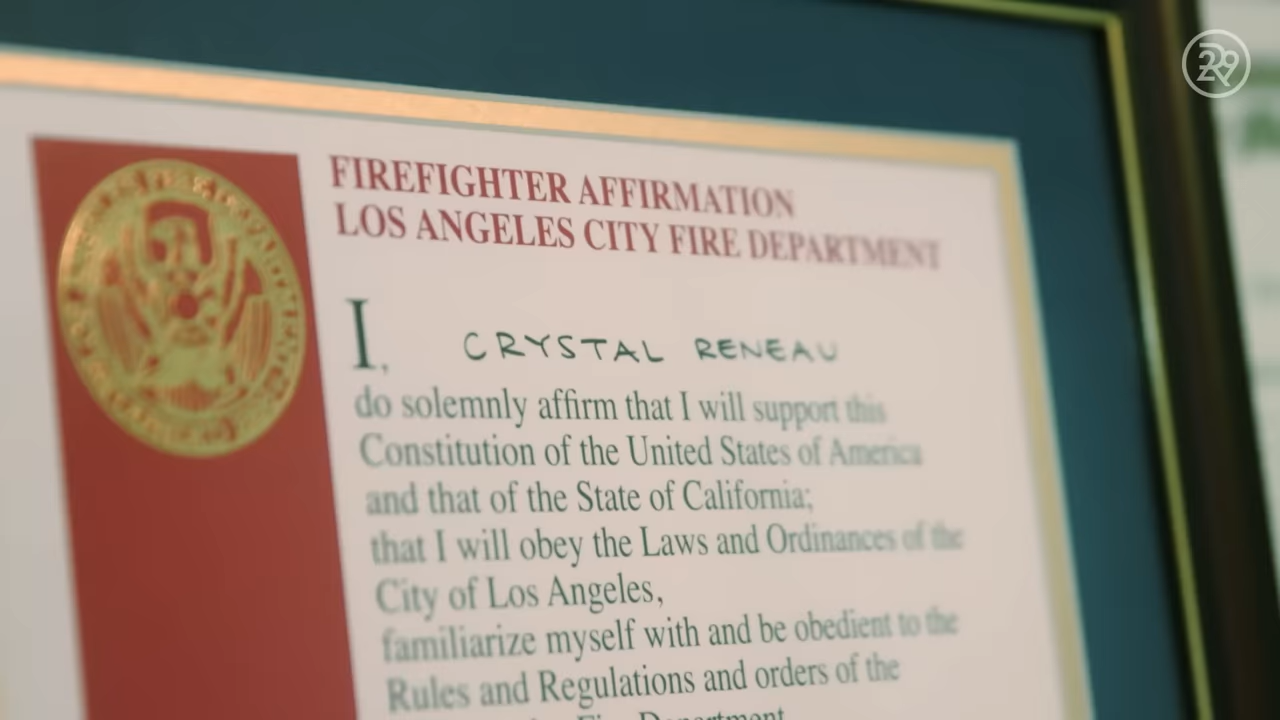 R29
FIREFIGHTER AFFIRMATION
LOS ANGELES CITY FIRE DEPARTMENT
I, CRYSTAL RENEAU
do solemnly affirm that I will support this
Constitution of the United States of America
and that of the State of California;
that I will obey the Laws and Ordinances of the
City of Los Angeles,
familiarize myself with and be obedient to the
Rules and Regulations and orders of the
Fire Department